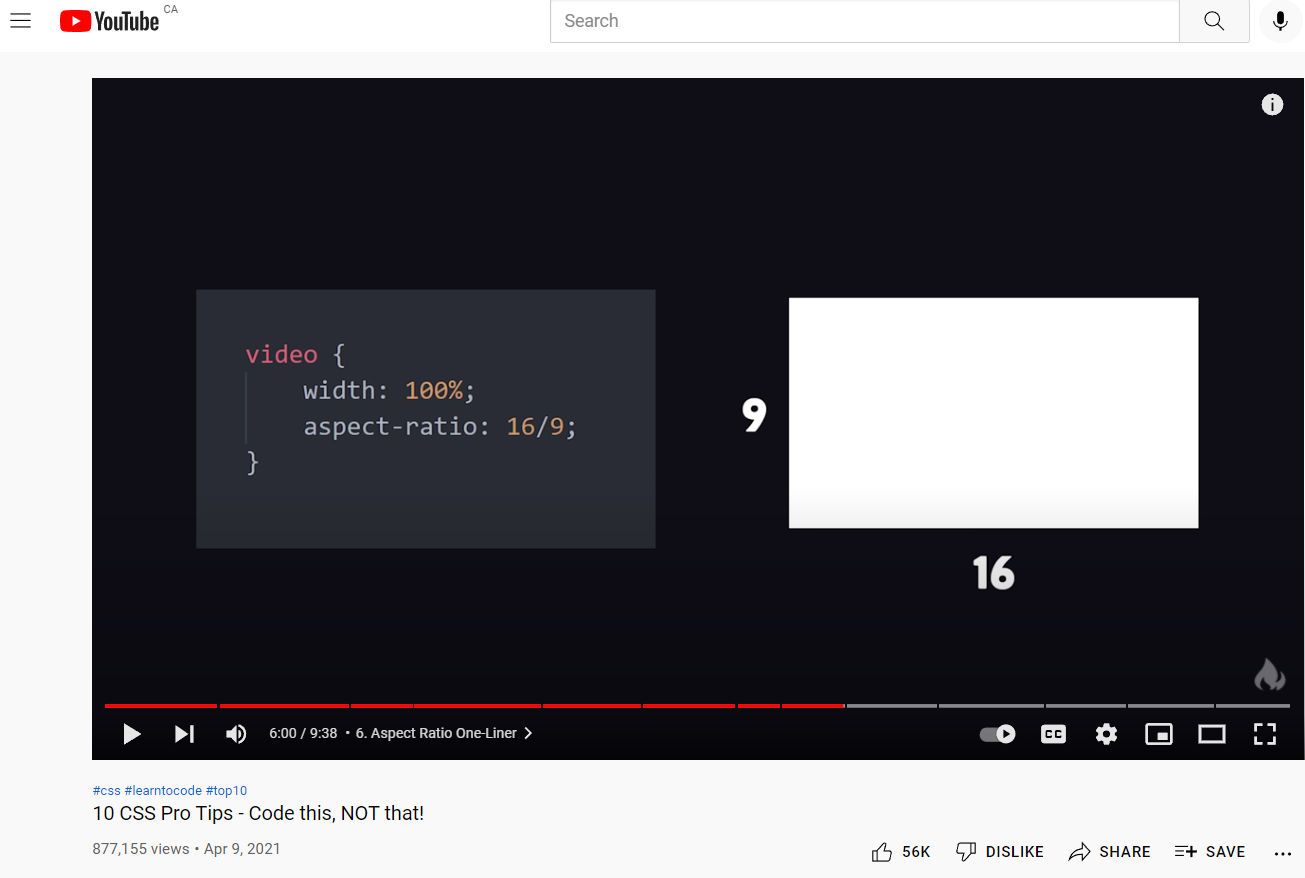 YouTube CA
Search
video {
width: 100%;
aspect-ratio: 16/9;
}
9
16
6:00 / 9:38 • 6. Aspect Ratio One-Liner
CC
#css #learntocode #top10
10 CSS Pro Tips - Code this, NOT that!
877,155 views • Apr 9, 2021
56K DISLIKE SHARE SAVE